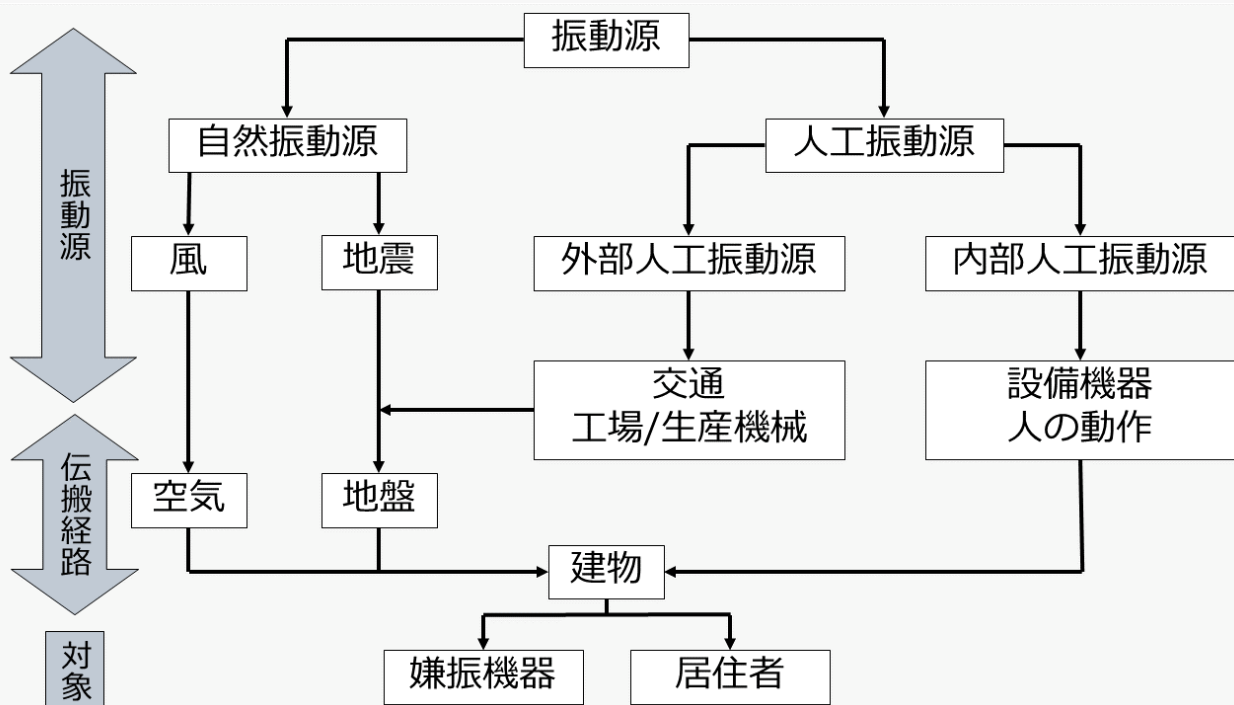 振動源
自然振動源
人工振動源
振動源
風
地震
外部人工振動源
内部人工振動源
交通
工場/生産機械
設備機器
人の動作
伝搬経路
空気
地盤
建物
対象
嫌振機器
居住者